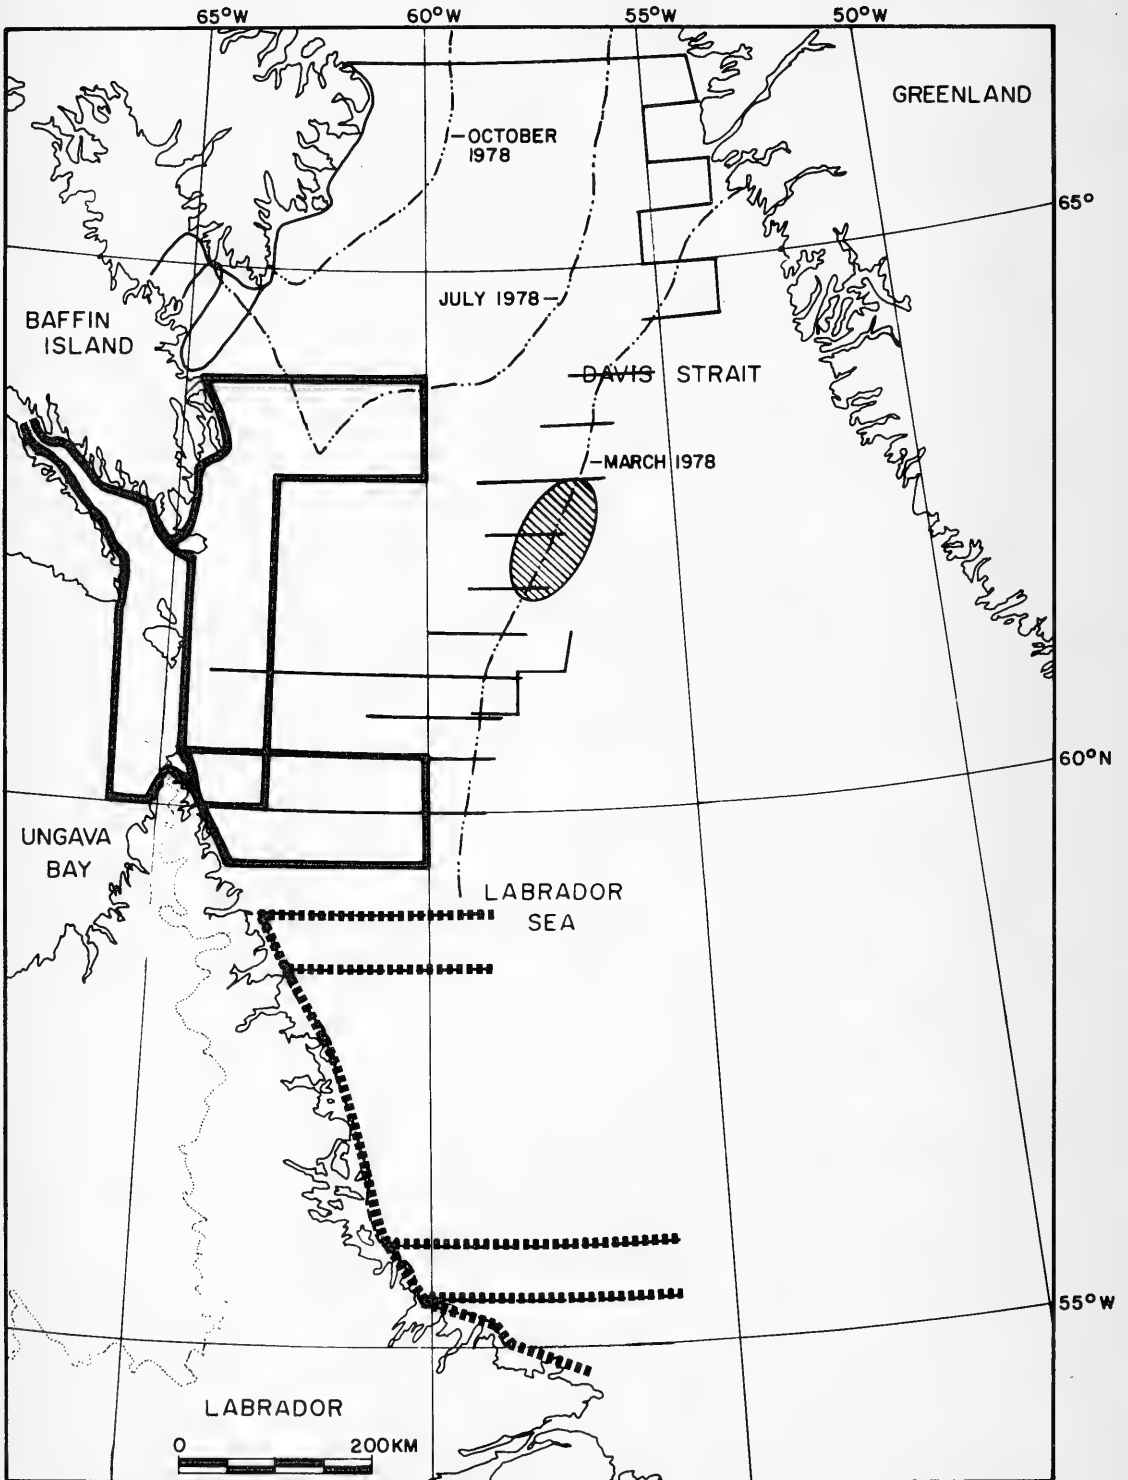 65°W 60°W 55°W 50°W
GREENLAND
OCTOBER
1978
65°
JULY 1978
BAFFIN
ISLAND
DAVIS STRAIT
MARCH 1978
60°N
UNGAVA
BAY
LABRADOR
SEA
55°W
LABRADOR
0 200KM